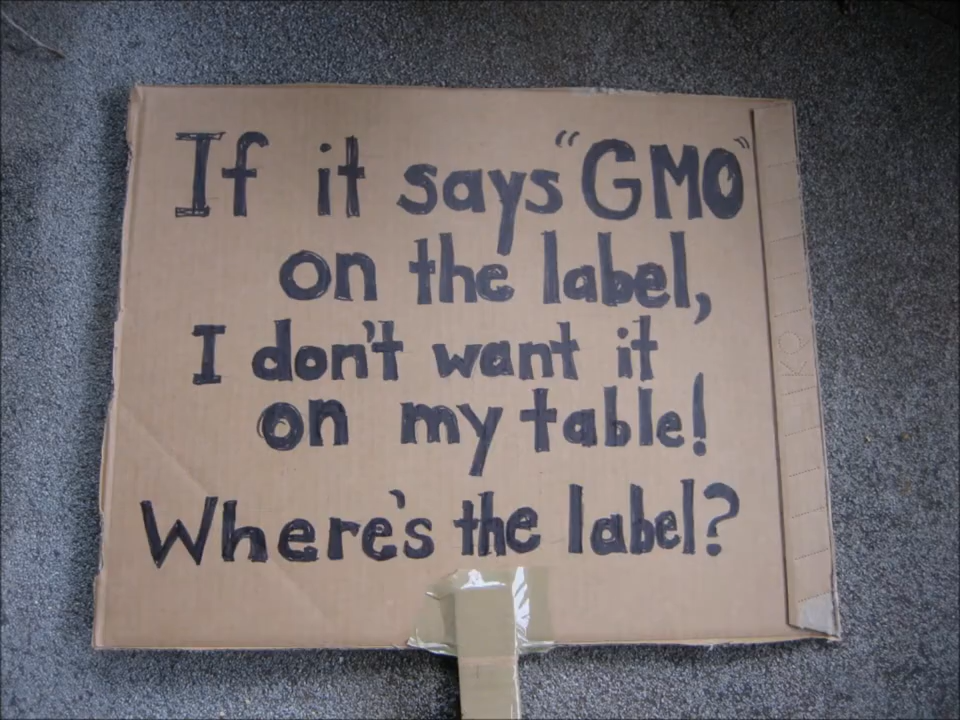 If it says "GMO"
on the label,
I don't want it
on my table!
Where's the label?